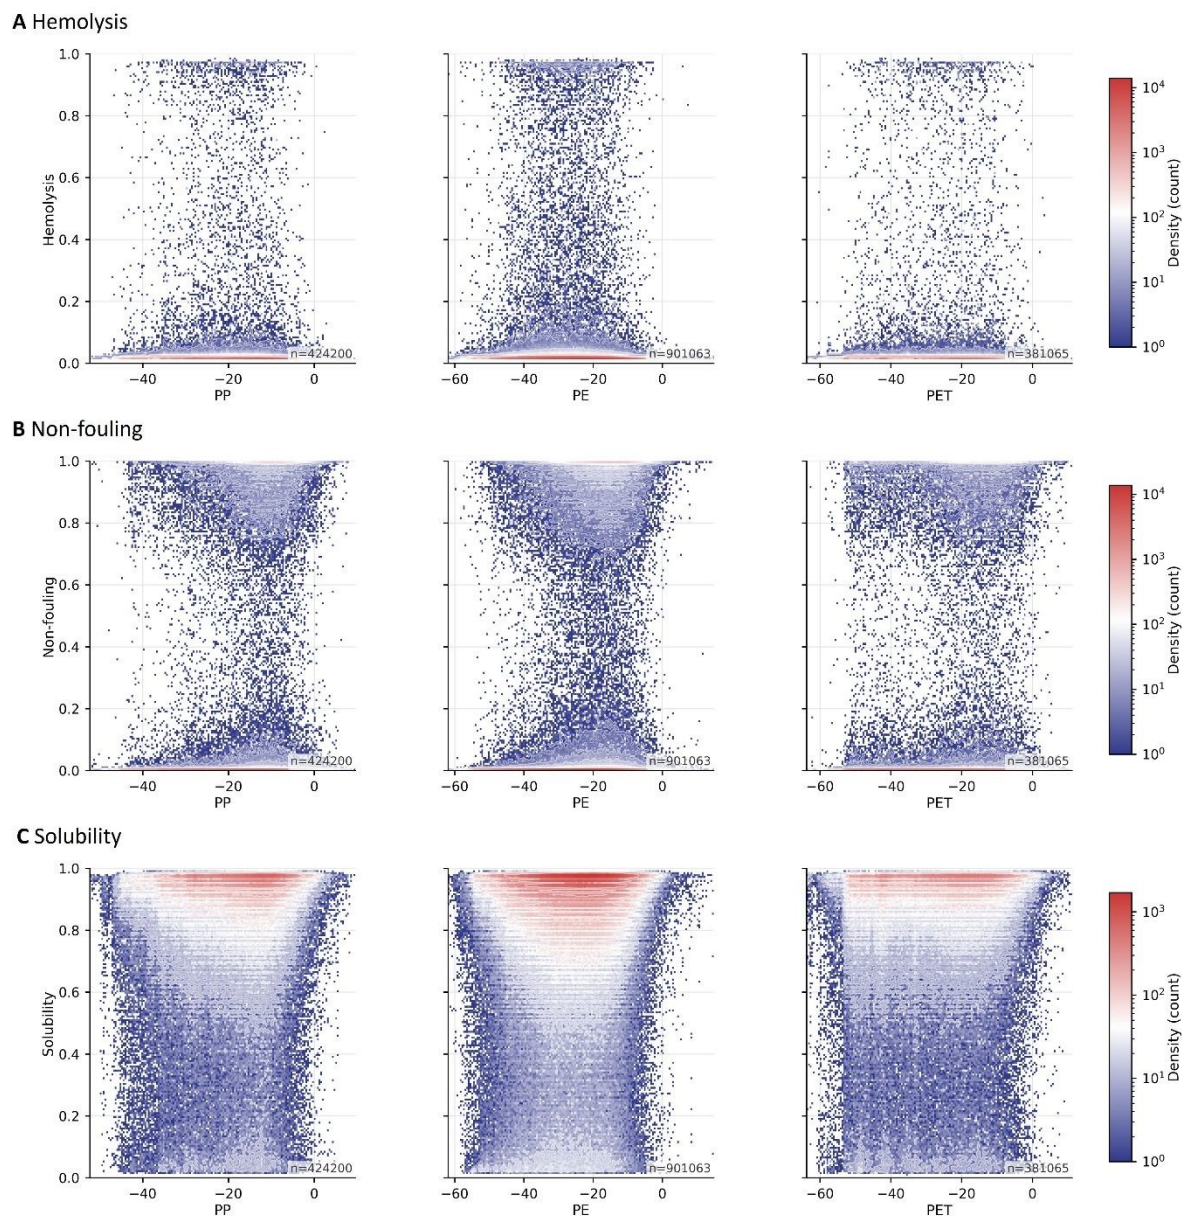 A Hemolysis
1.0
0.8
0.6
0.4
0.2
0.0
Hemolysis
n=424200
−40 −20 0
PP
n=901063
−60 −40 −20 0
PE
n=381065
−60 −40 −20 0
PET
10⁴
10³
10²
10¹
10⁰
Density (count)
B Non-fouling
1.0
0.8
0.6
0.4
0.2
0.0
Non-fouling
n=424200
−40 −20 0
PP
n=901063
−60 −40 −20 0
PE
n=381065
−60 −40 −20 0
PET
10⁴
10³
10²
10¹
10⁰
Density (count)
C Solubility
1.0
0.8
0.6
0.4
0.2
0.0
Solubility
n=424200
−40 −20 0
PP
n=901063
−60 −40 −20 0
PE
n=381065
−60 −40 −20 0
PET
10³
10²
10¹
10⁰
Density (count)